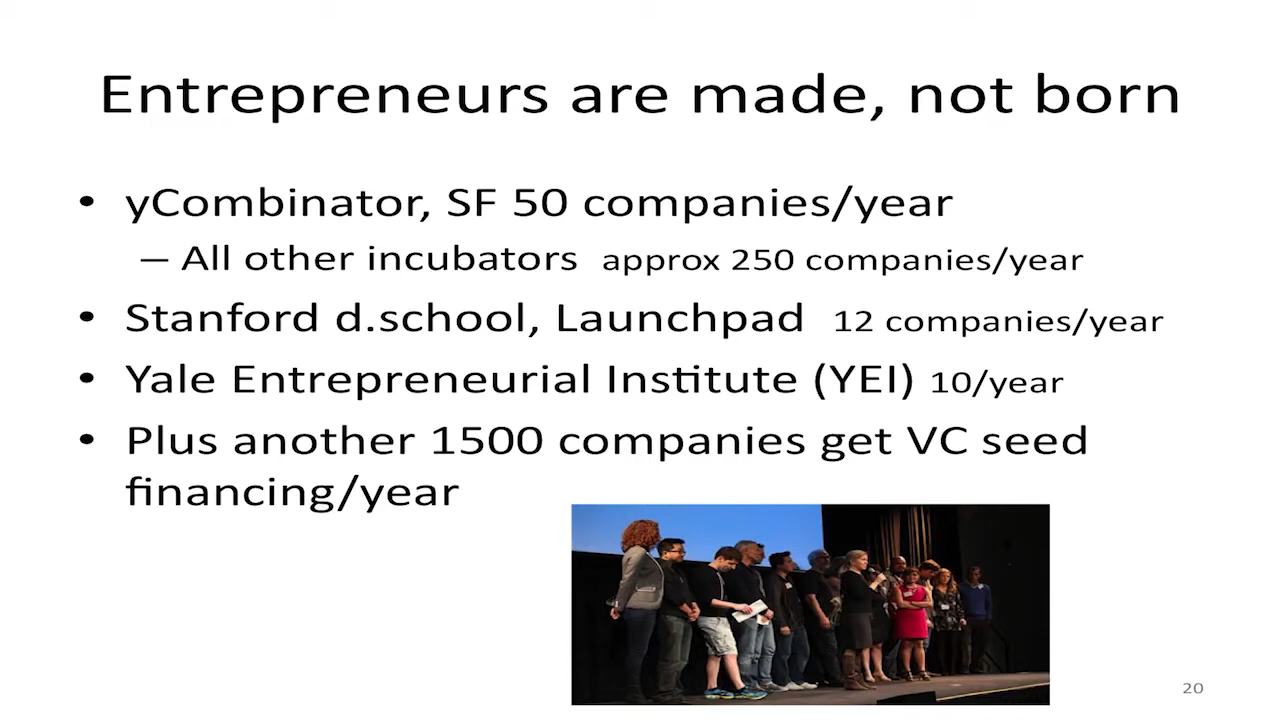 Entrepreneurs are made, not born
• yCombinator, SF 50 companies/year
– All other incubators approx 250 companies/year
• Stanford d.school, Launchpad 12 companies/year
• Yale Entrepreneurial Institute (YEI) 10/year
• Plus another 1500 companies get VC seed
financing/year
20